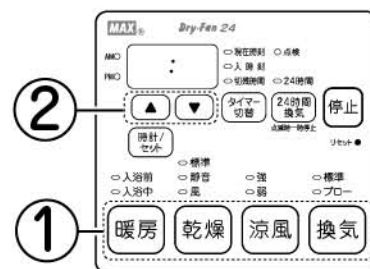 MAX® Dry-Fan 24
AM
PM
:
現在時刻
点検
入時刻
切残時間
24時間
②
▲
▼
タイマー
切替
24時間
換気
停止
点滅時一時停止
リセット
時計/
セット
標準
入浴前
静音
強
標準
入浴中
風
弱
ブロー
①
暖房
乾燥
涼風
換気